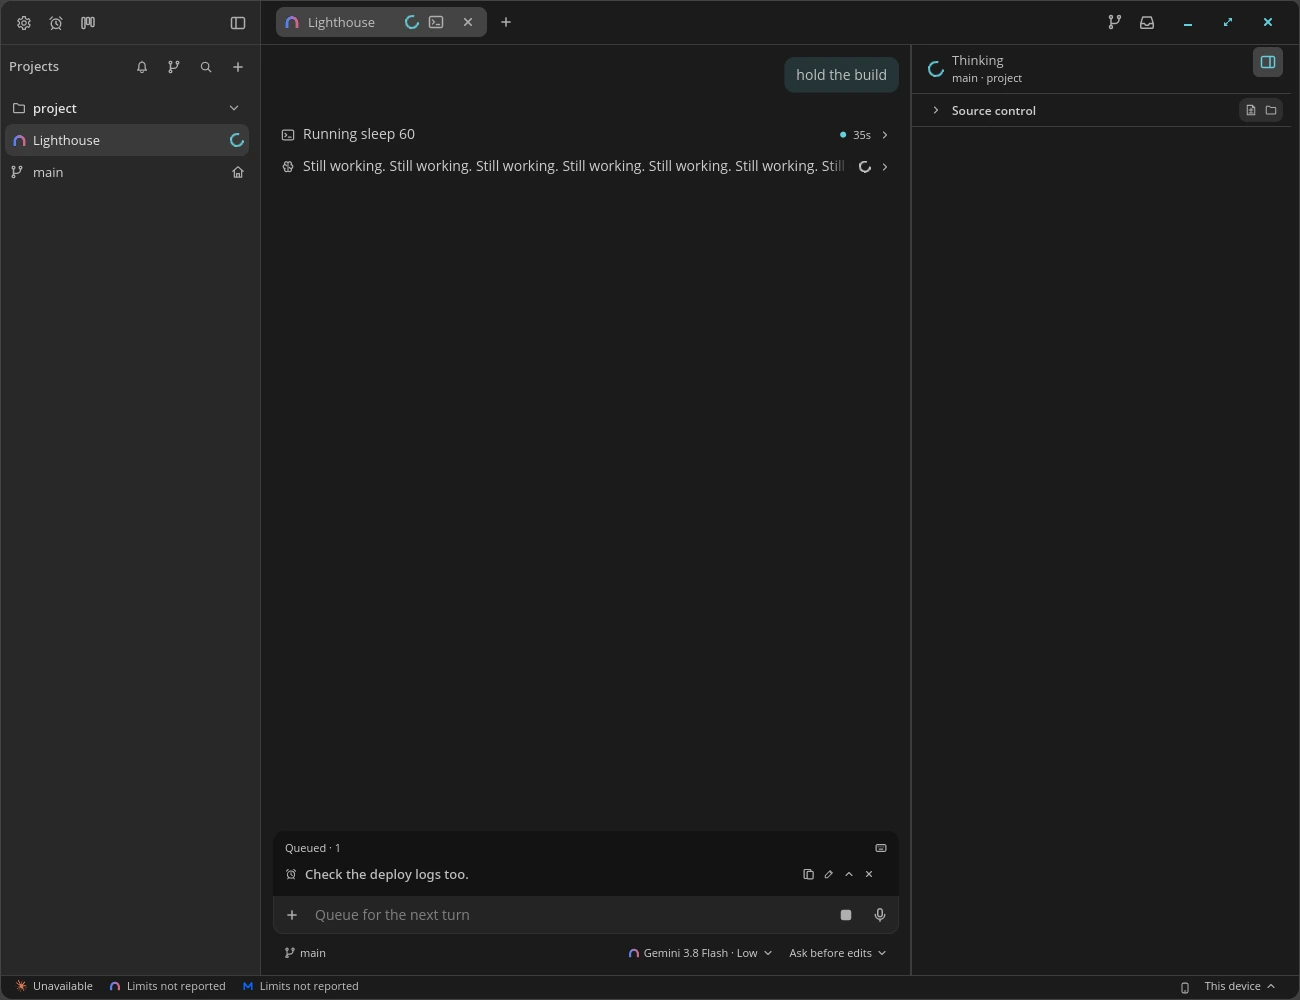 Lighthouse
Projects
project
Lighthouse
main
hold the build
Running sleep 60
35s
Still working. Still working. Still working. Still working. Still working. Still working. Still
Thinking
main · project
Source control
Queued · 1
Check the deploy logs too.
Queue for the next turn
main
Gemini 3.8 Flash · Low
Ask before edits
Unavailable
Limits not reported
Limits not reported
This device